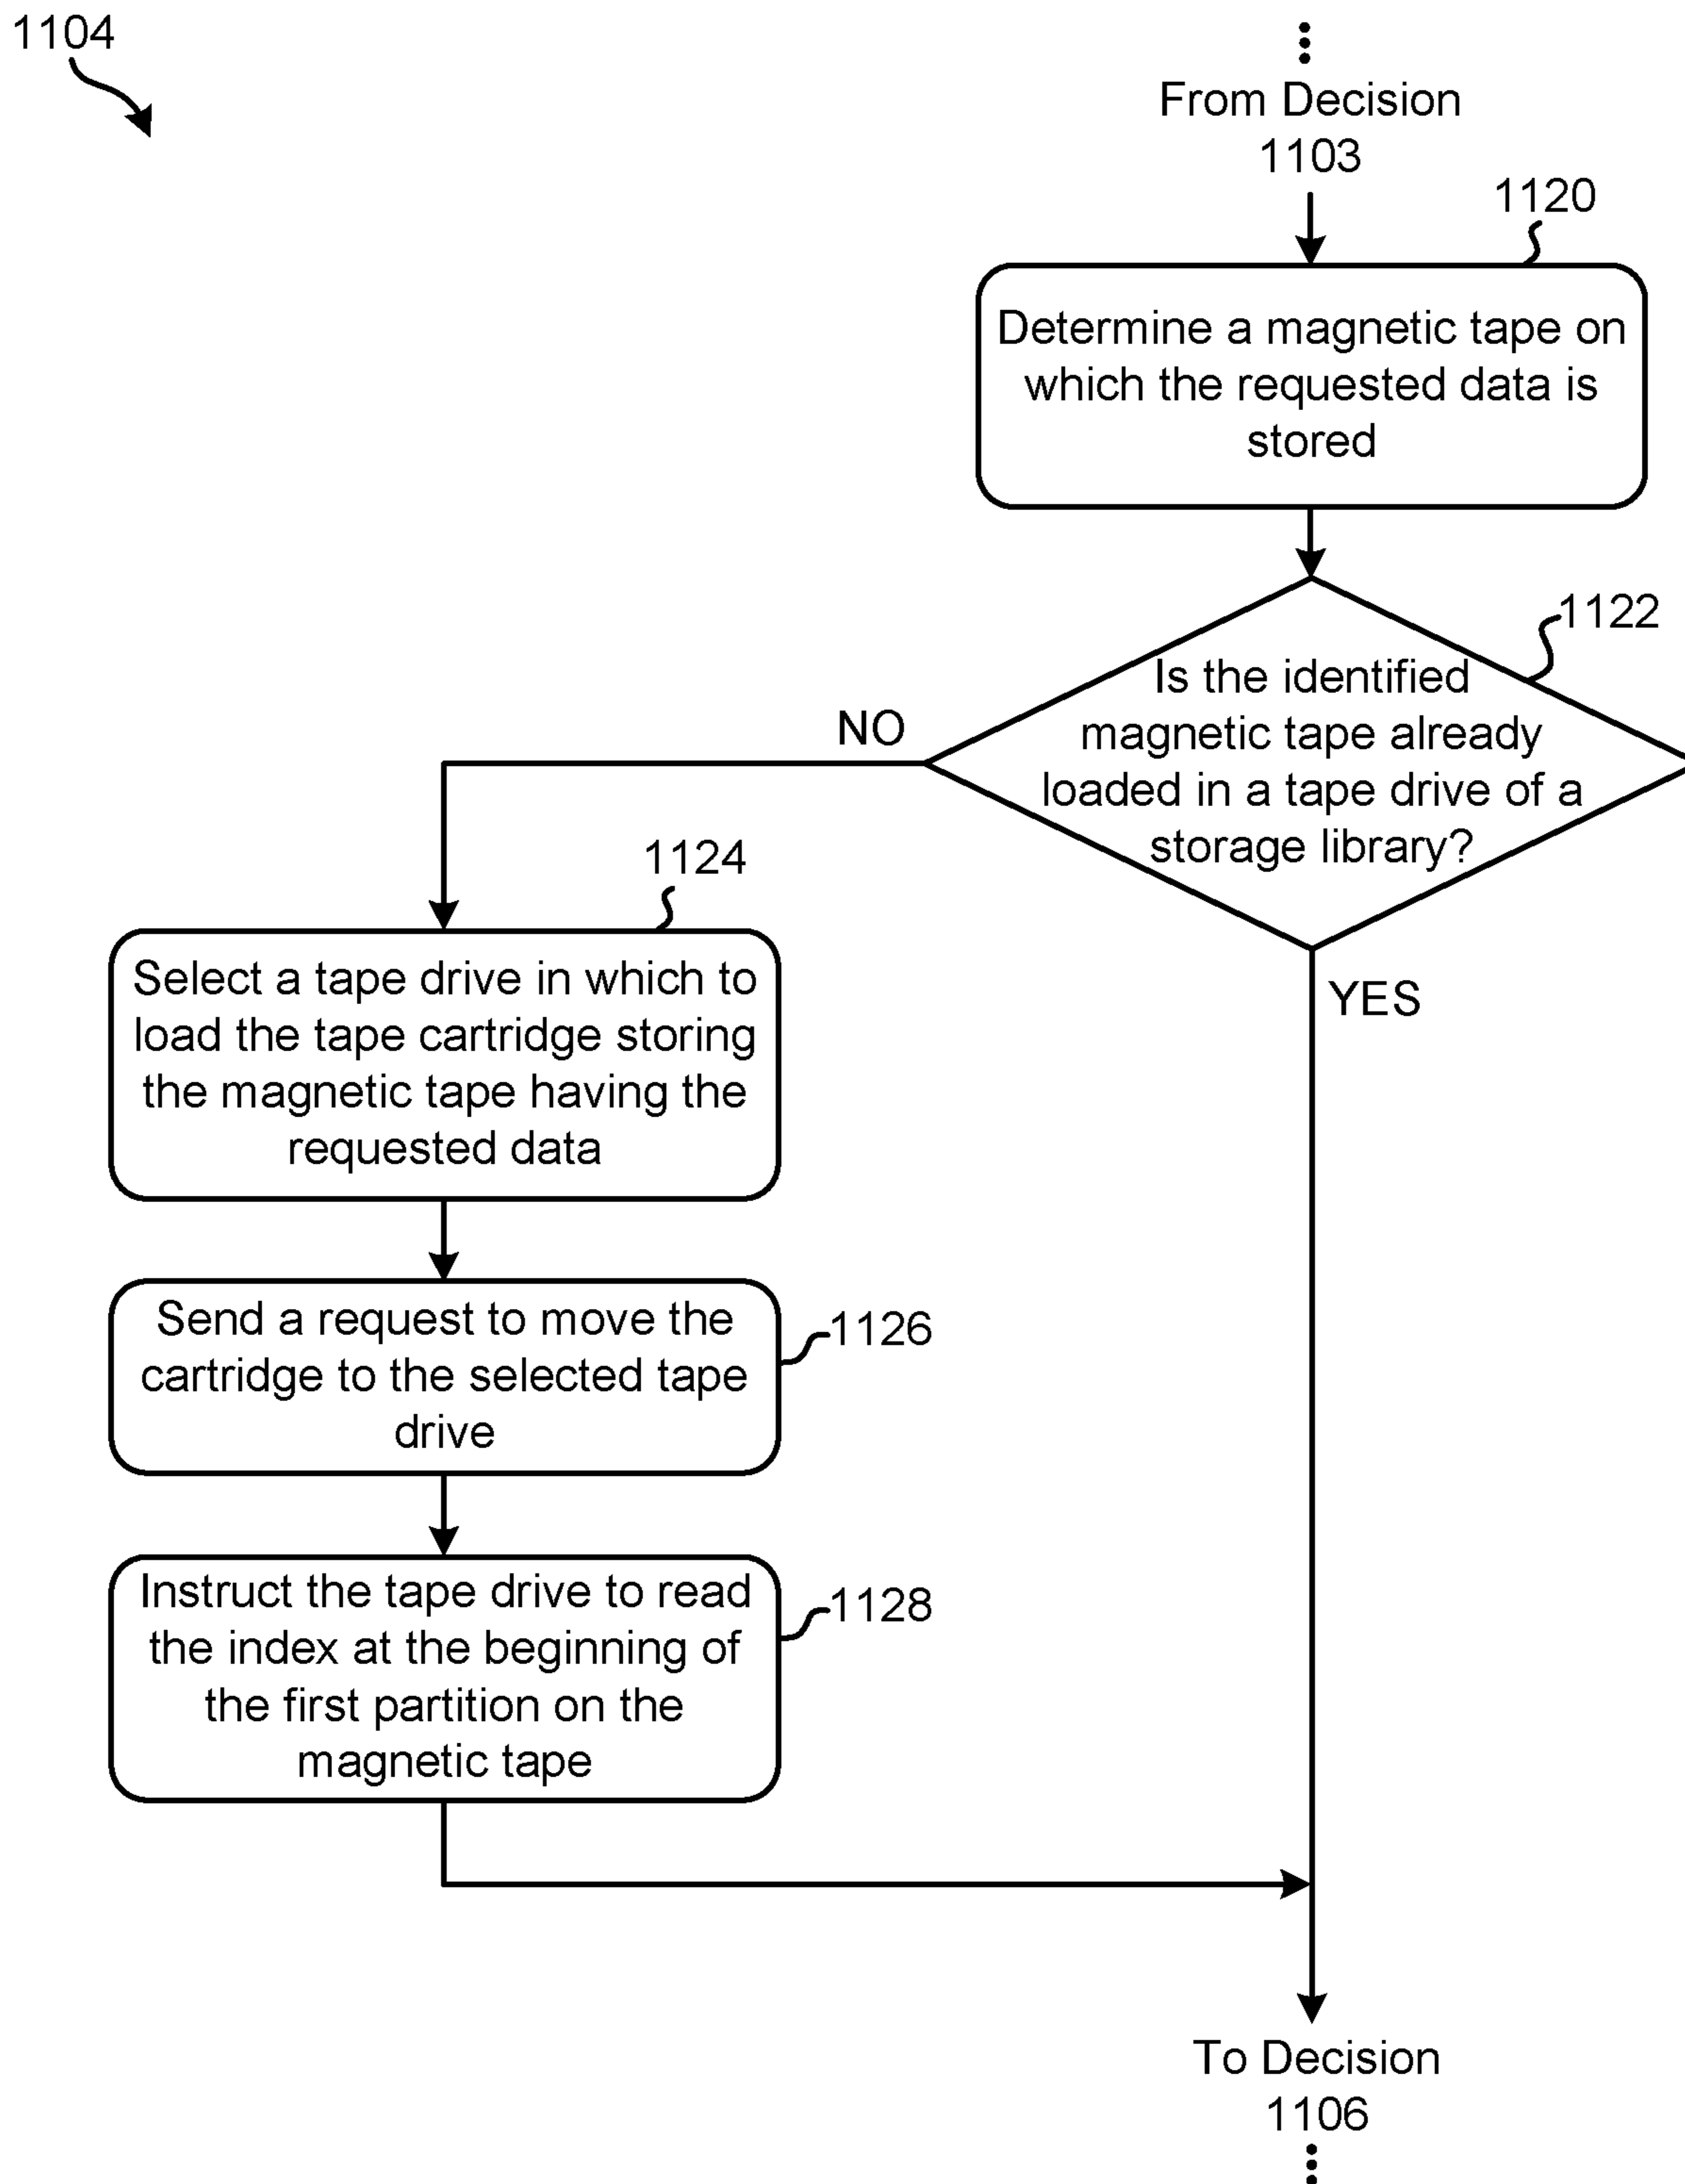 1104
From Decision
1103
1120
Determine a magnetic tape on
which the requested data is
stored
1122
Is the identified
magnetic tape already
loaded in a tape drive of a
storage library?
NO
YES
1124
Select a tape drive in which to
load the tape cartridge storing
the magnetic tape having the
requested data
Send a request to move the
cartridge to the selected tape
drive
1126
Instruct the tape drive to read
the index at the beginning of
the first partition on the
magnetic tape
1128
To Decision
1106